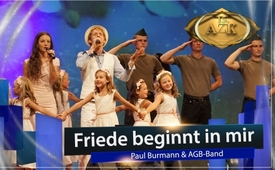 AZK
Friede beginnt in mir
Paul Burmann & AGB-Band